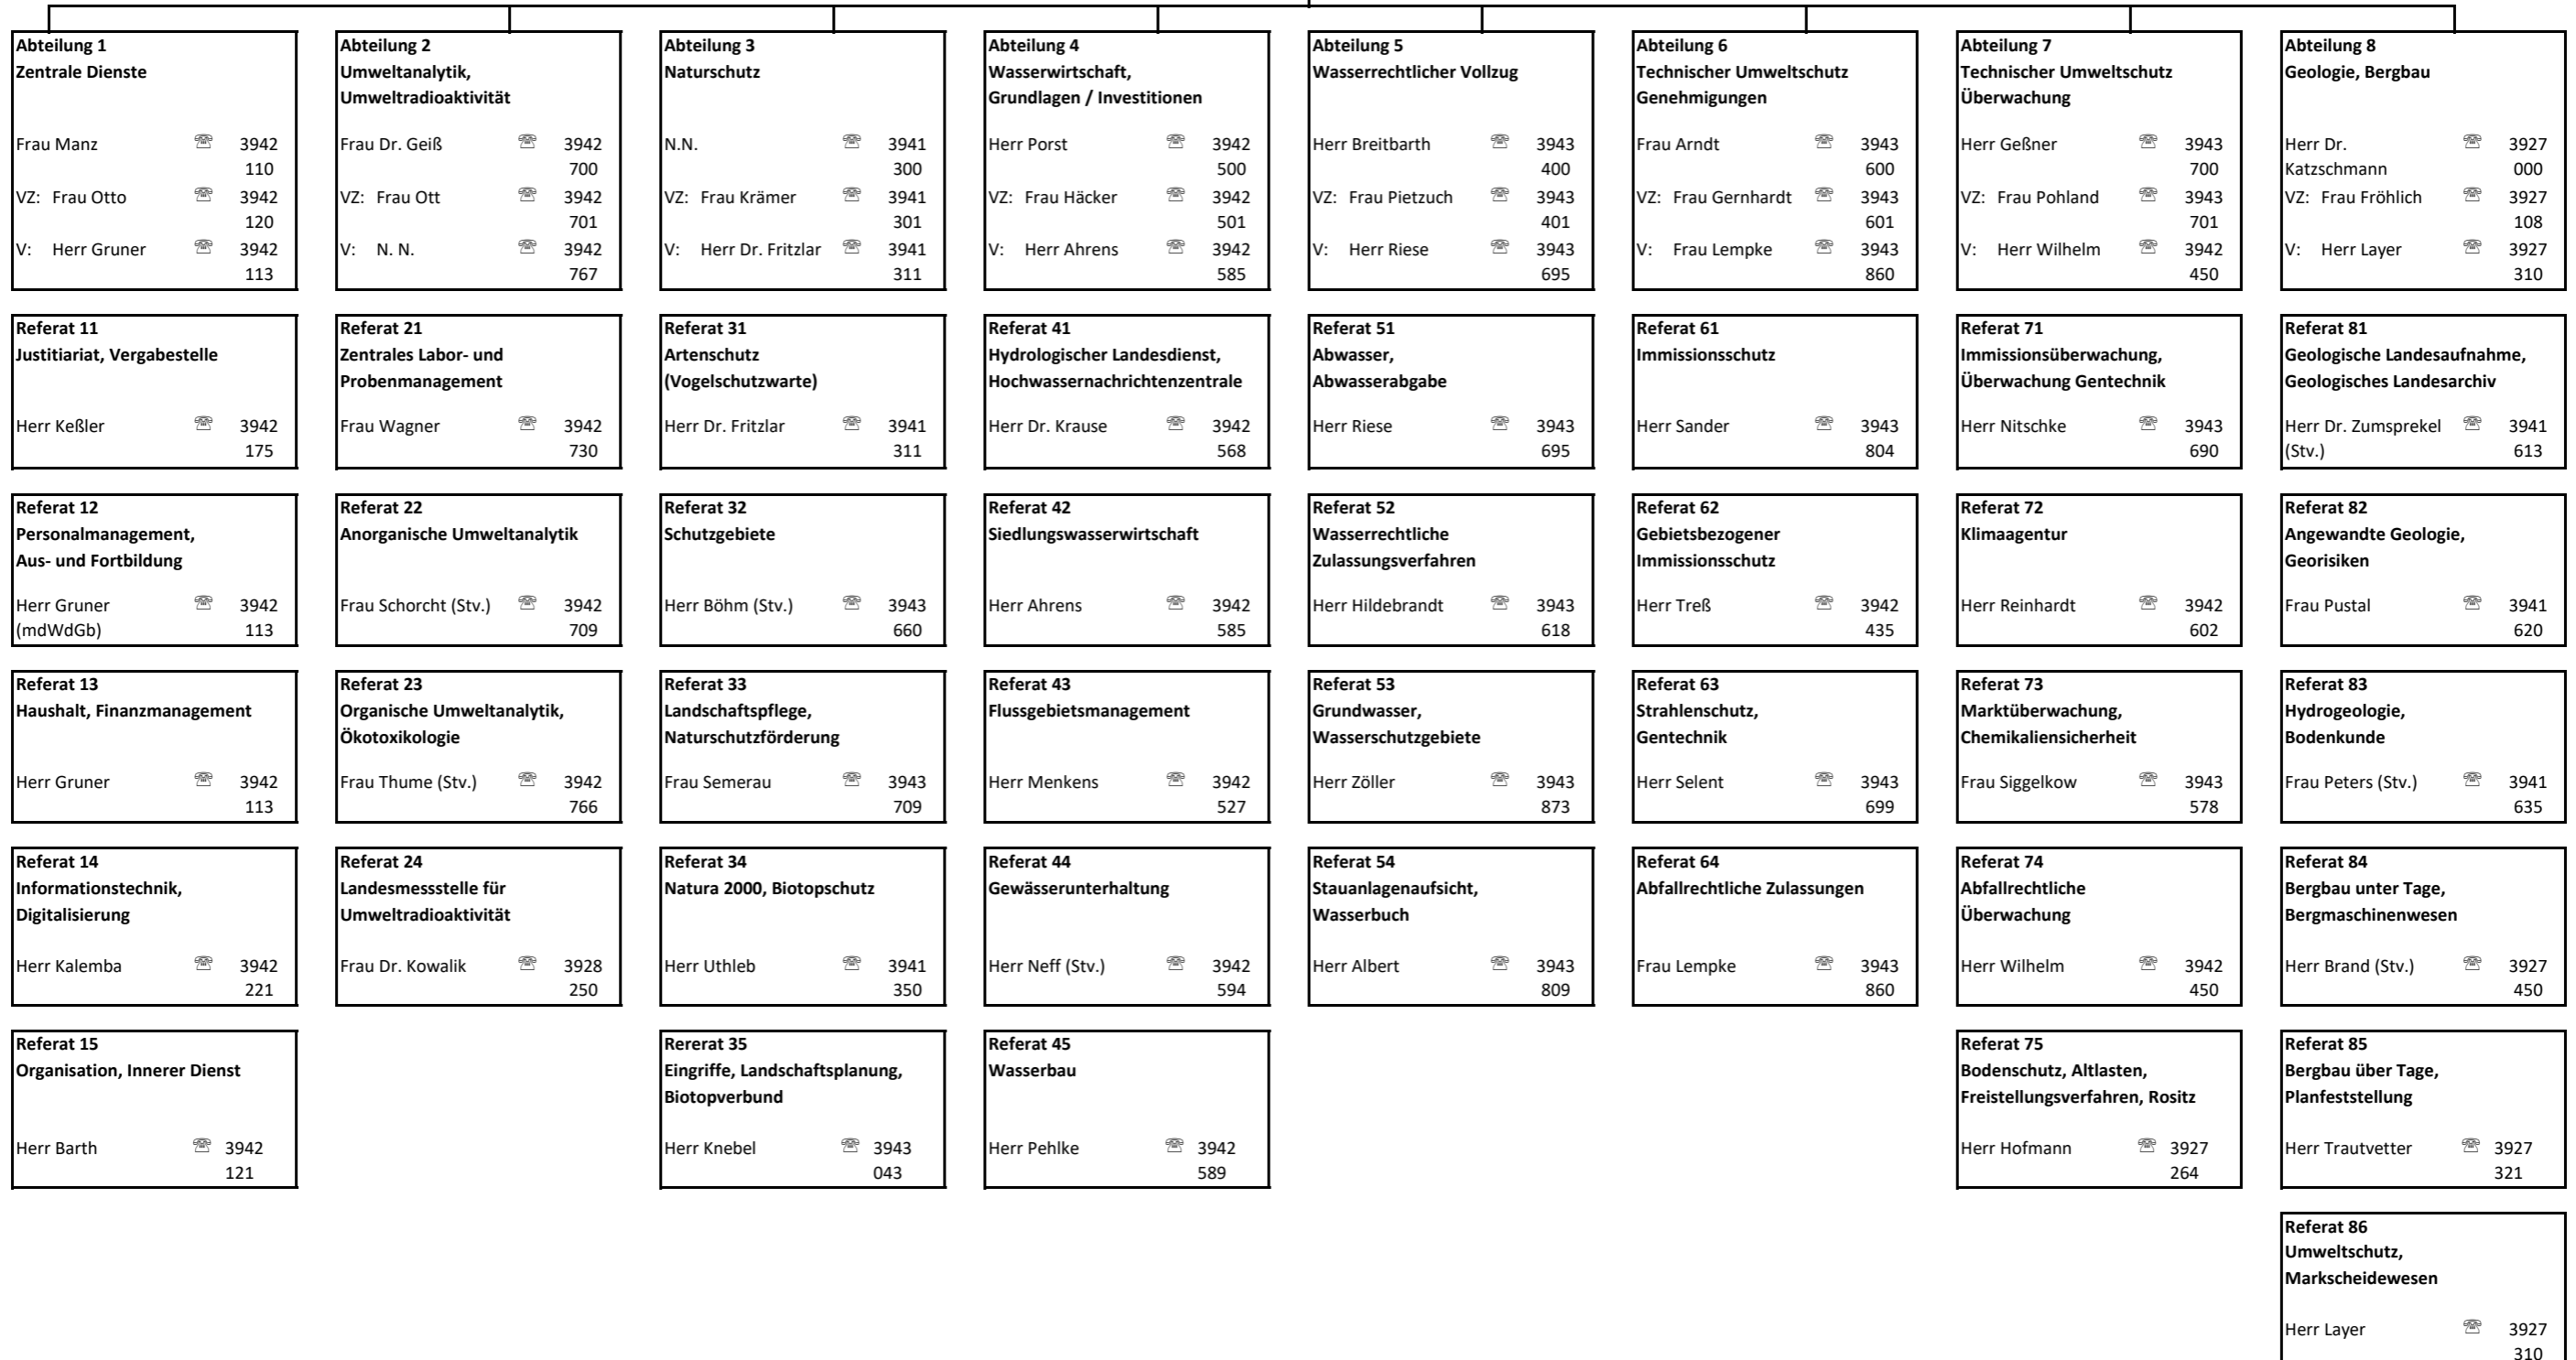 Abteilung 1
Zentrale Dienste
Frau Manz ☏ 3942
110
VZ: Frau Otto ☏ 3942
120
V: Herr Gruner ☏ 3942
113
Referat 11
Justitiariat, Vergabestelle
Herr Keßler ☏ 3942
175
Referat 12
Personalmanagement,
Aus- und Fortbildung
Herr Gruner ☏ 3942
(mdWdGb) 113
Referat 13
Haushalt, Finanzmanagement
Herr Gruner ☏ 3942
113
Referat 14
Informationstechnik,
Digitalisierung
Herr Kalemba ☏ 3942
221
Referat 15
Organisation, Innerer Dienst
Herr Barth ☏ 3942
121
Abteilung 2
Umweltanalytik,
Umweltradioaktivität
Frau Dr. Geiß ☏ 3942
700
VZ: Frau Ott ☏ 3942
701
V: N. N. ☏ 3942
767
Referat 21
Zentrales Labor- und
Probenmanagement
Frau Wagner ☏ 3942
730
Referat 22
Anorganische Umweltanalytik
Frau Schorcht (Stv.) ☏ 3942
709
Referat 23
Organische Umweltanalytik,
Ökotoxikologie
Frau Thume (Stv.) ☏ 3942
766
Referat 24
Landesmessstelle für
Umweltradioaktivität
Frau Dr. Kowalik ☏ 3928
250
Abteilung 3
Naturschutz
N.N. ☏ 3941
300
VZ: Frau Krämer ☏ 3941
301
V: Herr Dr. Fritzlar ☏ 3941
311
Referat 31
Artenschutz
(Vogelschutzwarte)
Herr Dr. Fritzlar ☏ 3941
311
Referat 32
Schutzgebiete
Herr Böhm (Stv.) ☏ 3943
660
Referat 33
Landschaftspflege,
Naturschutzförderung
Frau Semerau ☏ 3943
709
Referat 34
Natura 2000, Biotopschutz
Herr Uthleb ☏ 3941
350
Rererat 35
Eingriffe, Landschaftsplanung,
Biotopverbund
Herr Knebel ☏ 3943
043
Abteilung 4
Wasserwirtschaft,
Grundlagen / Investitionen
Herr Porst ☏ 3942
500
VZ: Frau Häcker ☏ 3942
501
V: Herr Ahrens ☏ 3942
585
Referat 41
Hydrologischer Landesdienst,
Hochwassernachrichtenzentrale
Herr Dr. Krause ☏ 3942
568
Referat 42
Siedlungswasserwirtschaft
Herr Ahrens ☏ 3942
585
Referat 43
Flussgebietsmanagement
Herr Menkens ☏ 3942
527
Referat 44
Gewässerunterhaltung
Herr Neff (Stv.) ☏ 3942
594
Referat 45
Wasserbau
Herr Pehlke ☏ 3942
589
Abteilung 5
Wasserrechtlicher Vollzug
Herr Breitbarth ☏ 3943
400
VZ: Frau Pietzuch ☏ 3943
401
V: Herr Riese ☏ 3943
695
Referat 51
Abwasser,
Abwasserabgabe
Herr Riese ☏ 3943
695
Referat 52
Wasserrechtliche
Zulassungsverfahren
Herr Hildebrandt ☏ 3943
618
Referat 53
Grundwasser,
Wasserschutzgebiete
Herr Zöller ☏ 3943
873
Referat 54
Stauanlagenaufsicht,
Wasserbuch
Herr Albert ☏ 3943
809
Abteilung 6
Technischer Umweltschutz
Genehmigungen
Frau Arndt ☏ 3943
600
VZ: Frau Gernhardt ☏ 3943
601
V: Frau Lempke ☏ 3943
860
Referat 61
Immissionsschutz
Herr Sander ☏ 3943
804
Referat 62
Gebietsbezogener
Immissionsschutz
Herr Treß ☏ 3942
435
Referat 63
Strahlenschutz,
Gentechnik
Herr Selent ☏ 3943
699
Referat 64
Abfallrechtliche Zulassungen
Frau Lempke ☏ 3943
860
Abteilung 7
Technischer Umweltschutz
Überwachung
Herr Geßner ☏ 3943
700
VZ: Frau Pohland ☏ 3943
701
V: Herr Wilhelm ☏ 3942
450
Referat 71
Immissionsüberwachung,
Überwachung Gentechnik
Herr Nitschke ☏ 3943
690
Referat 72
Klimaagentur
Herr Reinhardt ☏ 3942
602
Referat 73
Marktüberwachung,
Chemikaliensicherheit
Frau Siggelkow ☏ 3943
578
Referat 74
Abfallrechtliche
Überwachung
Herr Wilhelm ☏ 3942
450
Referat 75
Bodenschutz, Altlasten,
Freistellungsverfahren, Rositz
Herr Hofmann ☏ 3927
264
Abteilung 8
Geologie, Bergbau
Herr Dr. ☏ 3927
Katzschmann 000
VZ: Frau Fröhlich ☏ 3927
108
V: Herr Layer ☏ 3927
310
Referat 81
Geologische Landesaufnahme,
Geologisches Landesarchiv
Herr Dr. Zumsprekel ☏ 3941
(Stv.) 613
Referat 82
Angewandte Geologie,
Georisiken
Frau Pustal ☏ 3941
620
Referat 83
Hydrogeologie,
Bodenkunde
Frau Peters (Stv.) ☏ 3941
635
Referat 84
Bergbau unter Tage,
Bergmaschinenwesen
Herr Brand (Stv.) ☏ 3927
450
Referat 85
Bergbau über Tage,
Planfeststellung
Herr Trautvetter ☏ 3927
321
Referat 86
Umweltschutz,
Markscheidewesen
Herr Layer ☏ 3927
310